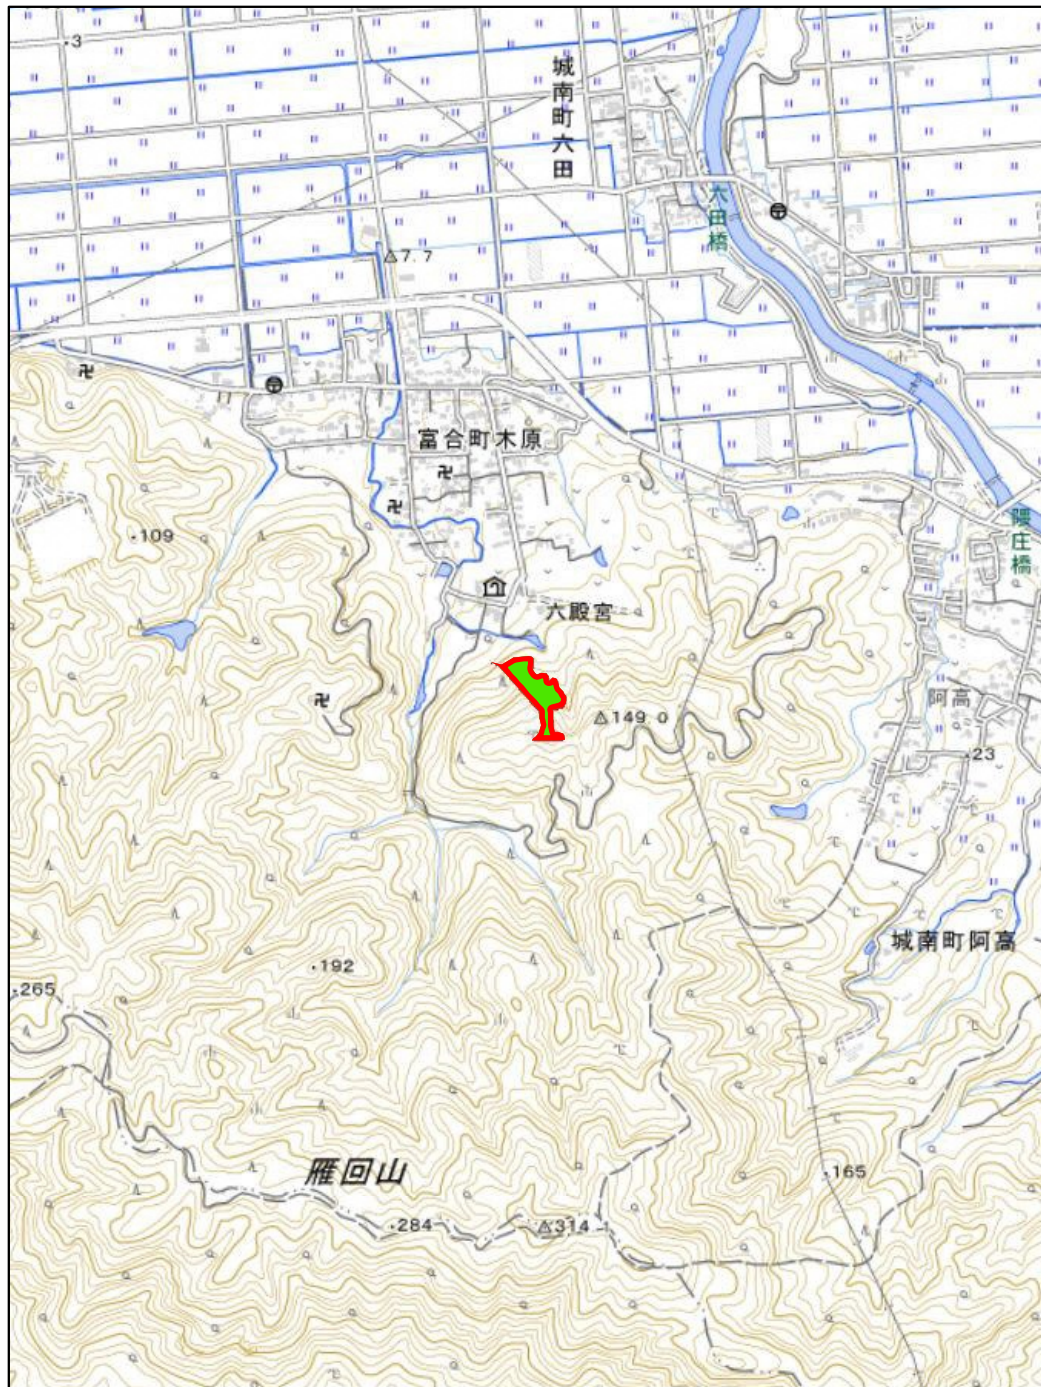 ・3
城南町六田
六田橋
△7.7
富合町木原
・109
六殿宮
隈庄橋
△149.0
阿高
・23
城南町阿高
・192
・265
雁回山
・165
・284
△314.1